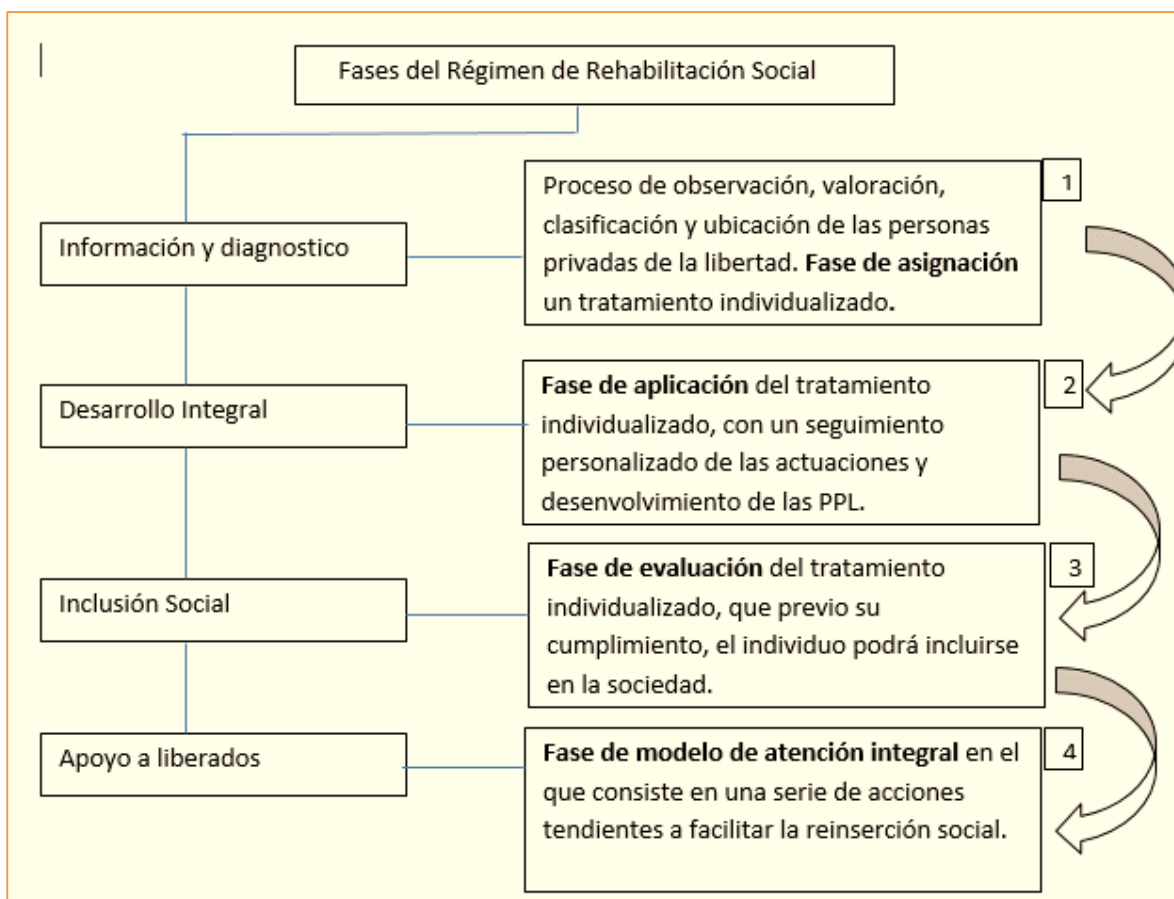 Fases del Régimen de Rehabilitación Social
Información y diagnostico
Proceso de observación, valoración,
clasificación y ubicación de las personas
privadas de la libertad. Fase de asignación
un tratamiento individualizado.
1
Desarrollo Integral
Fase de aplicación del tratamiento
individualizado, con un seguimiento
personalizado de las actuaciones y
desenvolvimiento de las PPL.
2
Inclusión Social
Fase de evaluación del tratamiento
individualizado, que previo su
cumplimiento, el individuo podrá incluirse
en la sociedad.
3
Apoyo a liberados
Fase de modelo de atención integral en el
que consiste en una serie de acciones
tendientes a facilitar la reinserción social.
4